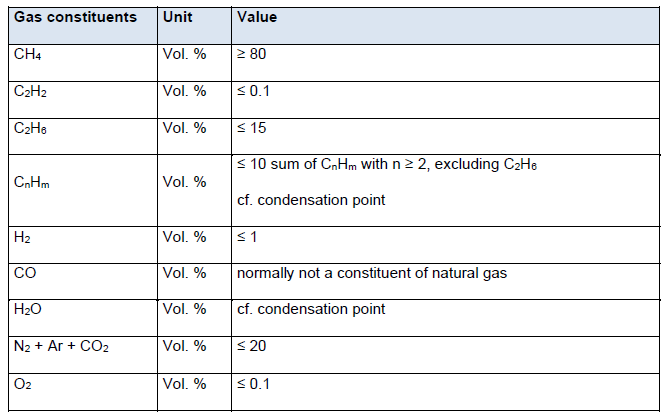 Gas constituents Unit Value
CH₄ Vol. % ≥ 80
C₂H₂ Vol. % ≤ 0.1
C₂H₆ Vol. % ≤ 15
CₙHₘ Vol. % ≤ 10 sum of CₙHₘ with n ≥ 2, excluding C₂H₆
cf. condensation point
H₂ Vol. % ≤ 1
CO Vol. % normally not a constituent of natural gas
H₂O Vol. % cf. condensation point
N₂ + Ar + CO₂ Vol. % ≤ 20
O₂ Vol. % ≤ 0.1